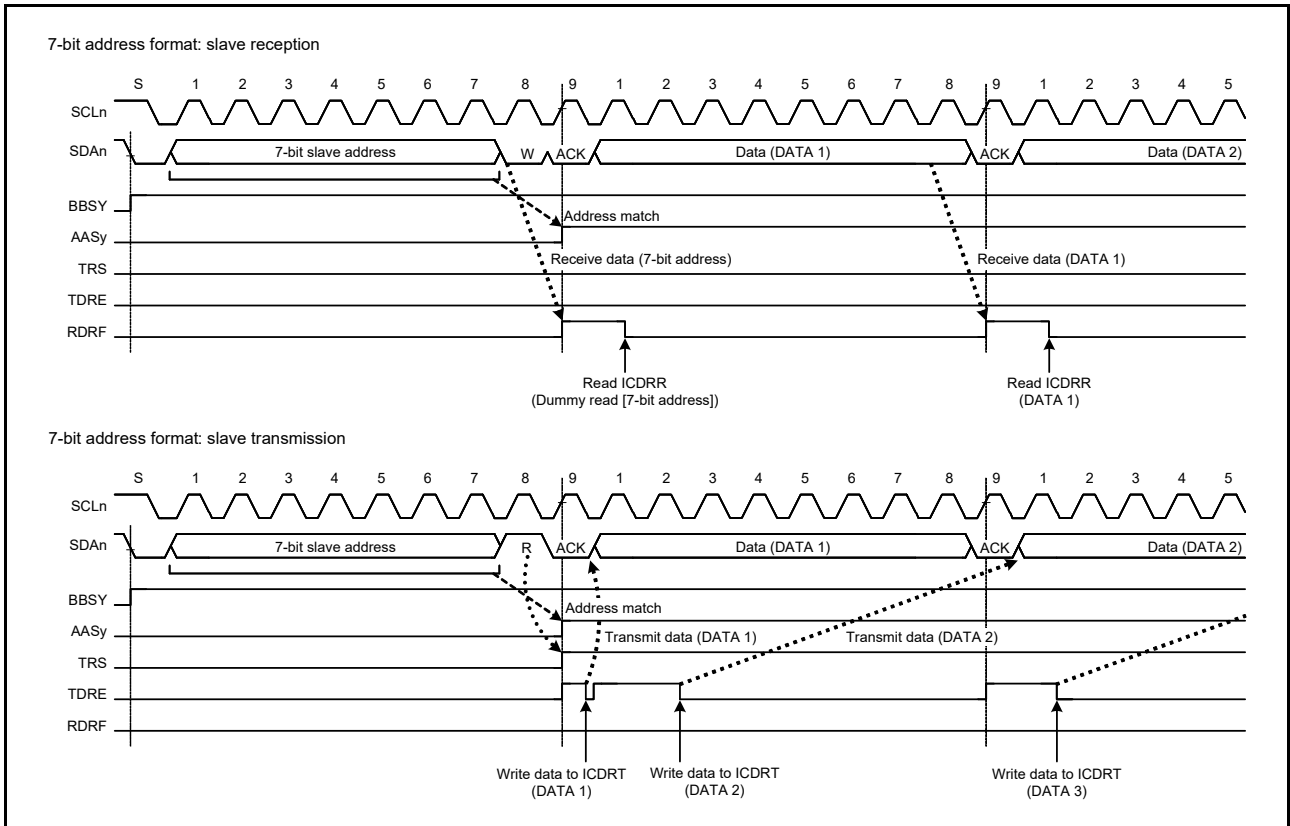 7-bit address format: slave reception
S 1 2 3 4 5 6 7 8 9 1 2 3 4 5 6 7 8 9 1 2 3 4 5
SCLn
SDAn 7-bit slave address W ACK Data (DATA 1) ACK Data (DATA 2)
BBSY
Address match
AASy
Receive data (7-bit address) Receive data (DATA 1)
TRS
TDRE
RDRF
Read ICDRR Read ICDRR
(Dummy read [7-bit address]) (DATA 1)
7-bit address format: slave transmission
S 1 2 3 4 5 6 7 8 9 1 2 3 4 5 6 7 8 9 1 2 3 4 5
SCLn
SDAn 7-bit slave address R ACK Data (DATA 1) ACK Data (DATA 2)
BBSY
Address match
AASy
Transmit data (DATA 1) Transmit data (DATA 2)
TRS
TDRE
RDRF
Write data to ICDRT Write data to ICDRT Write data to ICDRT
(DATA 1) (DATA 2) (DATA 3)